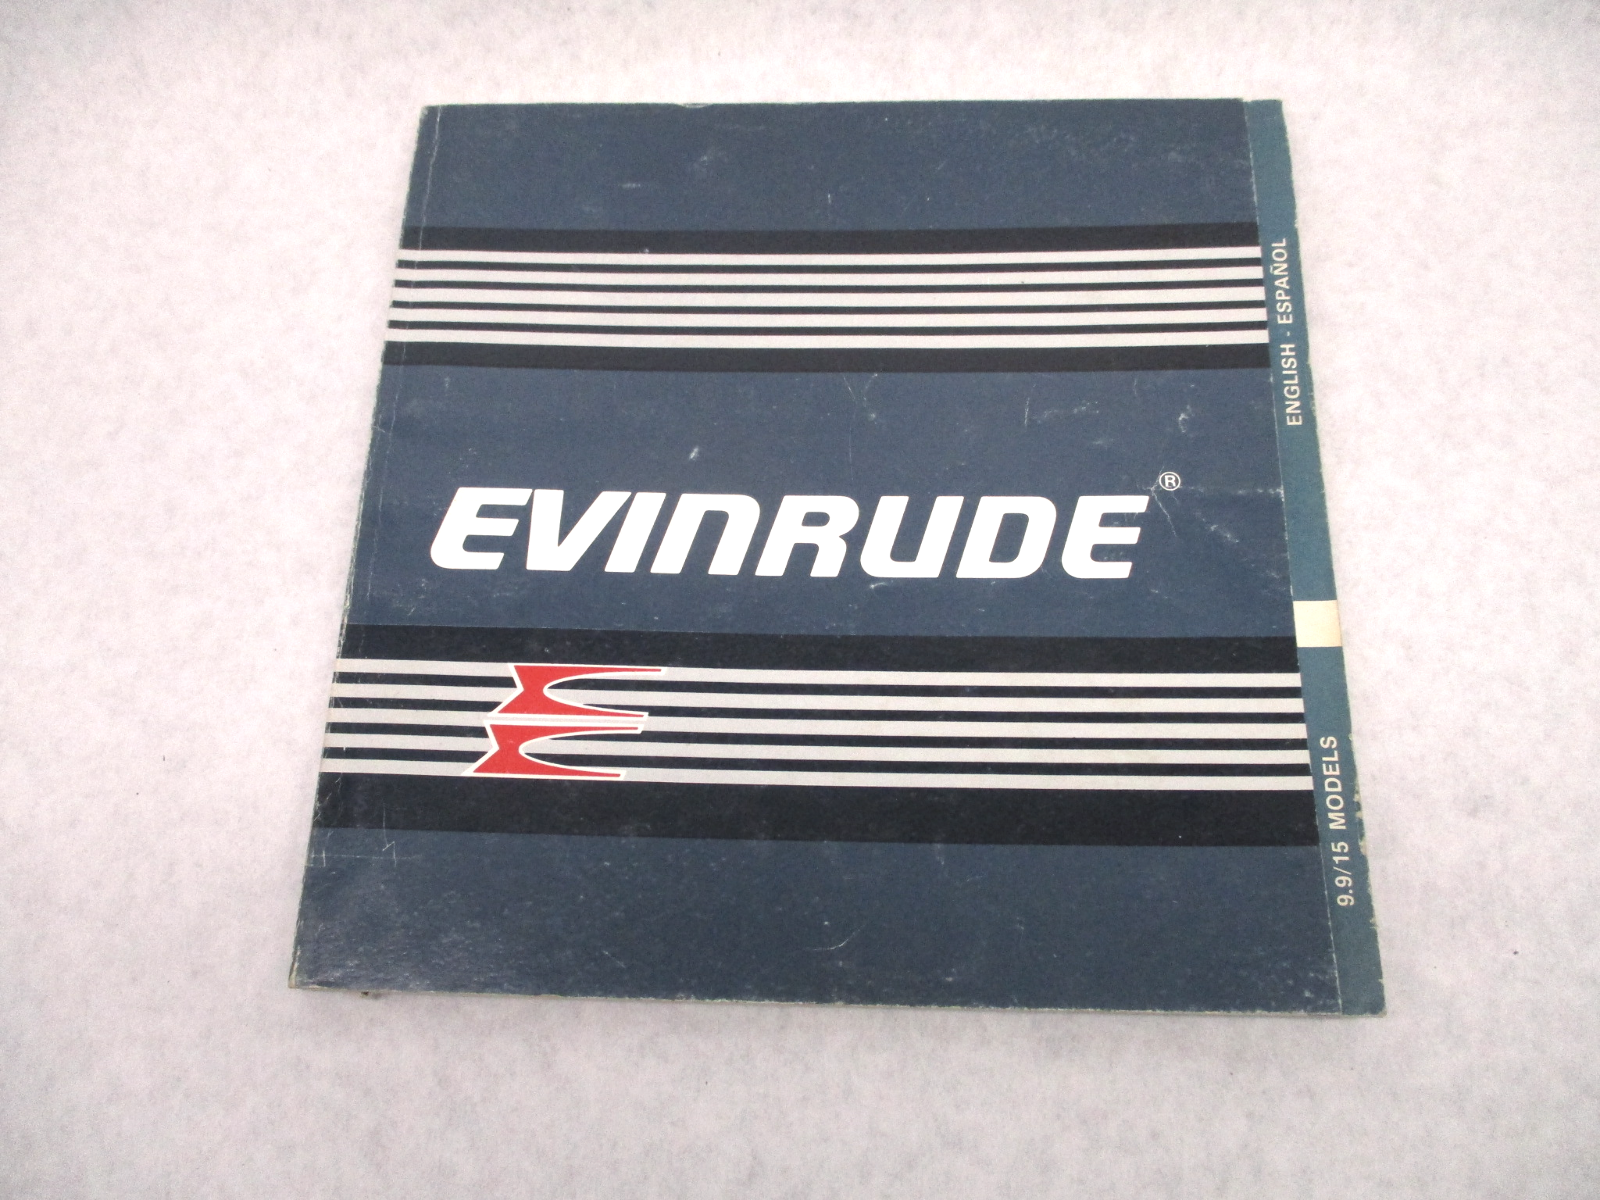 EVINRUDE®
ENGLISH · ESPAÑOL
9.9/15 MODELS